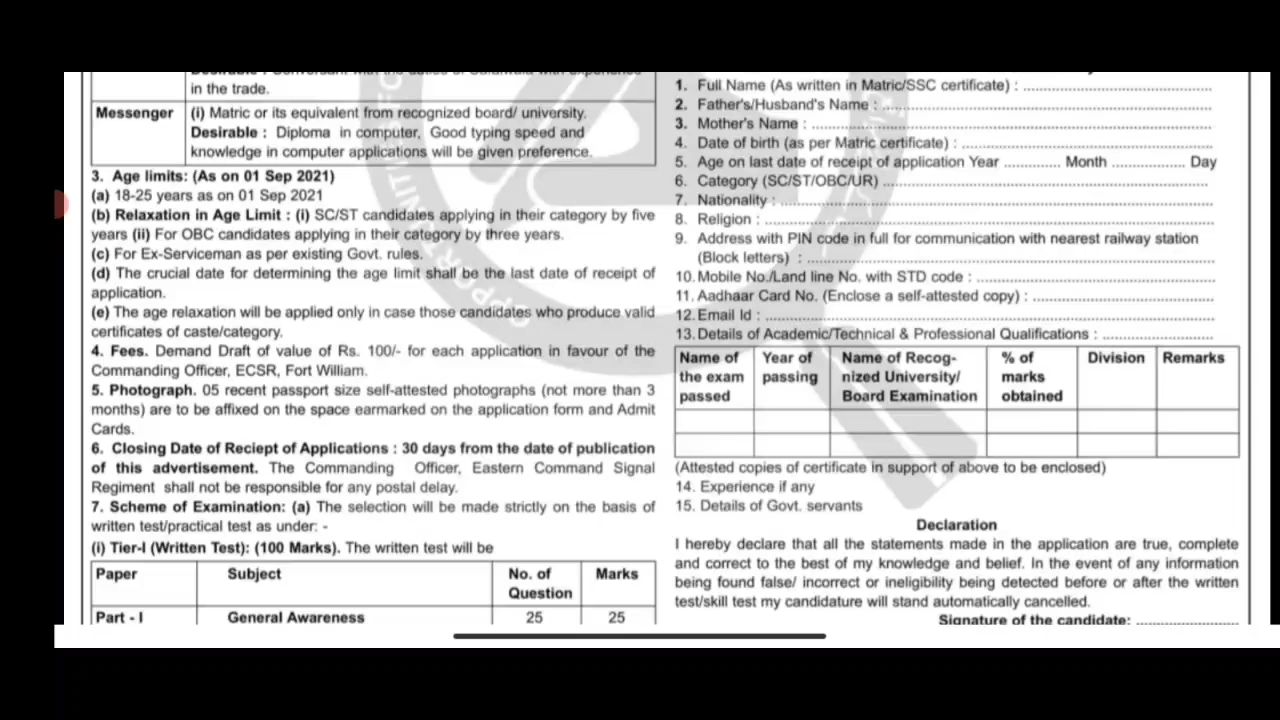 in the trade.
Messenger
(i) Matric or its equivalent from recognized board/ university.
Desirable : Diploma in computer, Good typing speed and
knowledge in computer applications will be given preference.
3. Age limits: (As on 01 Sep 2021)
(a) 18-25 years as on 01 Sep 2021
(b) Relaxation in Age Limit : (i) SC/ST candidates applying in their category by five
years (ii) For OBC candidates applying in their category by three years.
(c) For Ex-Serviceman as per existing Govt. rules.
(d) The crucial date for determining the age limit shall be the last date of receipt of
application.
(e) The age relaxation will be applied only in case those candidates who produce valid
certificates of caste/category.
4. Fees. Demand Draft of value of Rs. 100/- for each application in favour of the
Commanding Officer, ECSR, Fort William.
5. Photograph. 05 recent passport size self-attested photographs (not more than 3
months) are to be affixed on the space earmarked on the application form and Admit
Cards.
6. Closing Date of Reciept of Applications : 30 days from the date of publication
of this advertisement. The Commanding Officer, Eastern Command Signal
Regiment shall not be responsible for any postal delay.
7. Scheme of Examination: (a) The selection will be made strictly on the basis of
written test/practical test as under: -
(i) Tier-I (Written Test): (100 Marks). The written test will be
Paper Subject No. of Question Marks
Part - I General Awareness 25 25
1. Full Name (As written in Matric/SSC certificate) : ................
2. Father's/Husband's Name : ................
3. Mother's Name : ................
4. Date of birth (as per Matric certificate) : ................
5. Age on last date of receipt of application Year ............ Month ............ Day
6. Category (SC/ST/OBC/UR) ................
7. Nationality : ................
8. Religion : ................
9. Address with PIN code in full for communication with nearest railway station
(Block letters) : ................
10. Mobile No./Land line No. with STD code : ................
11. Aadhaar Card No. (Enclose a self-attested copy) : ................
12. Email Id : ................
13. Details of Academic/Technical & Professional Qualifications : ................
Name of the exam passed
Year of passing
Name of Recog-
nized University/
Board Examination
% of marks obtained
Division
Remarks
(Attested copies of certificate in support of above to be enclosed)
14. Experience if any
15. Details of Govt. servants
Declaration
I hereby declare that all the statements made in the application are true, complete
and correct to the best of my knowledge and belief. In the event of any information
being found false/ incorrect or ineligibility being detected before or after the written
test/skill test my candidature will stand automatically cancelled.
Signature of the candidate: ................